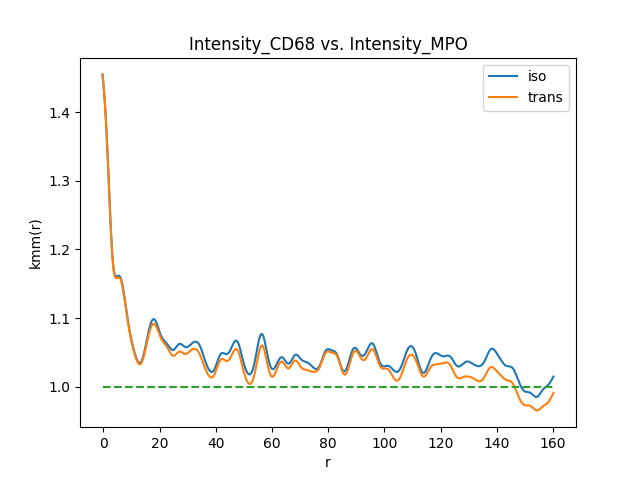 Intensity_CD68 vs. Intensity_MPO
iso
trans
kmm(r)
1.4
1.3
1.2
1.1
1.0
0 20 40 60 80 100 120 140 160
r